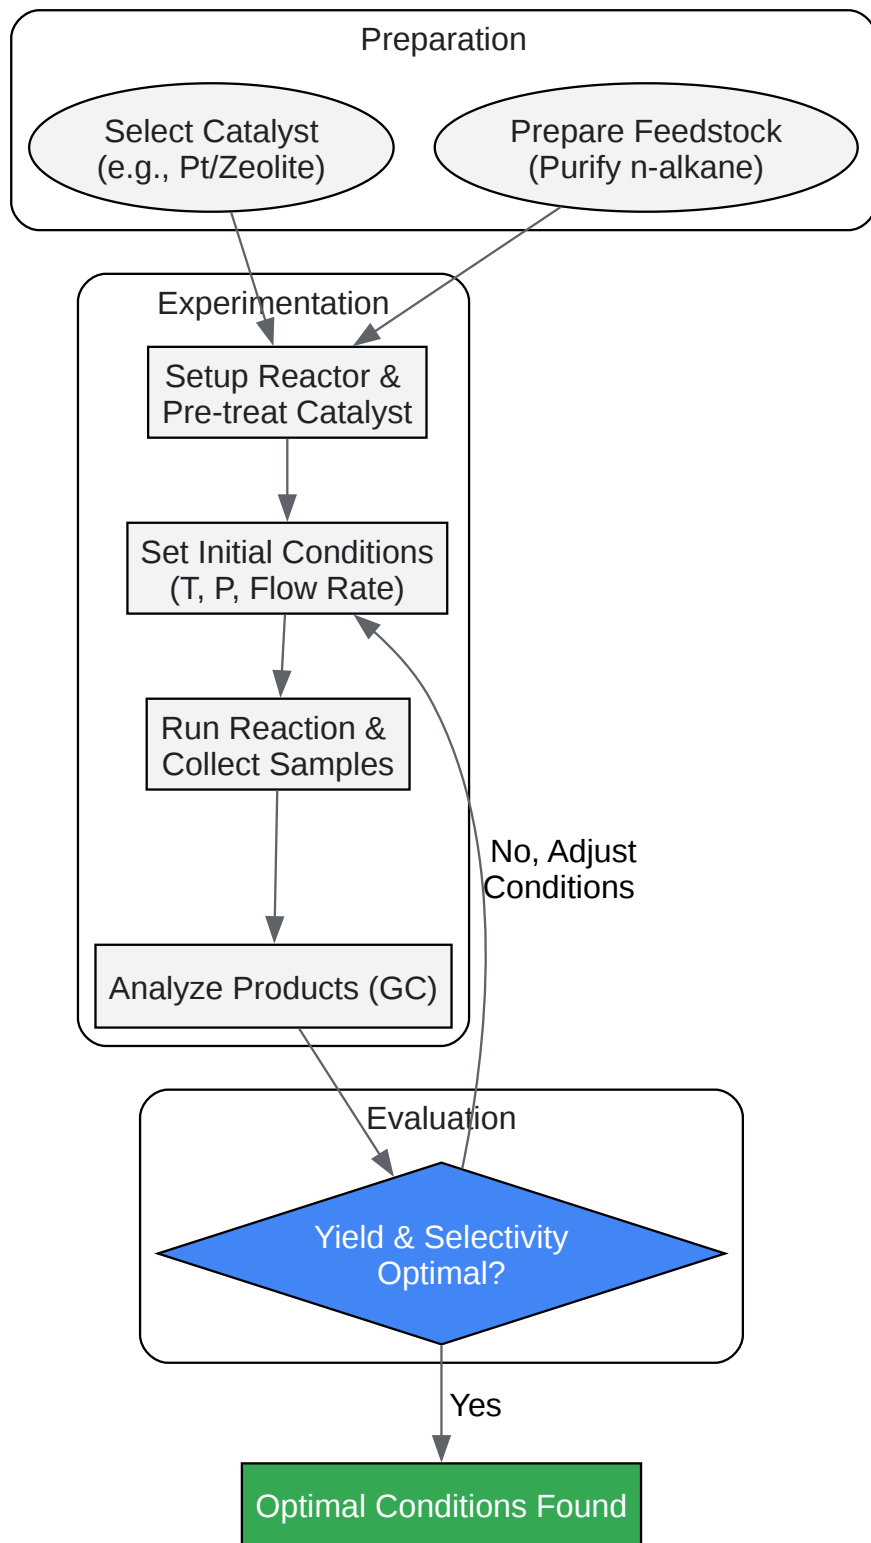 Preparation
Select Catalyst
(e.g., Pt/Zeolite)
Prepare Feedstock
(Purify n-alkane)
Experimentation
Setup Reactor &
Pre-treat Catalyst
Set Initial Conditions
(T, P, Flow Rate)
Run Reaction &
Collect Samples
No, Adjust
Conditions
Analyze Products (GC)
Evaluation
Yield & Selectivity
Optimal?
Yes
Optimal Conditions Found